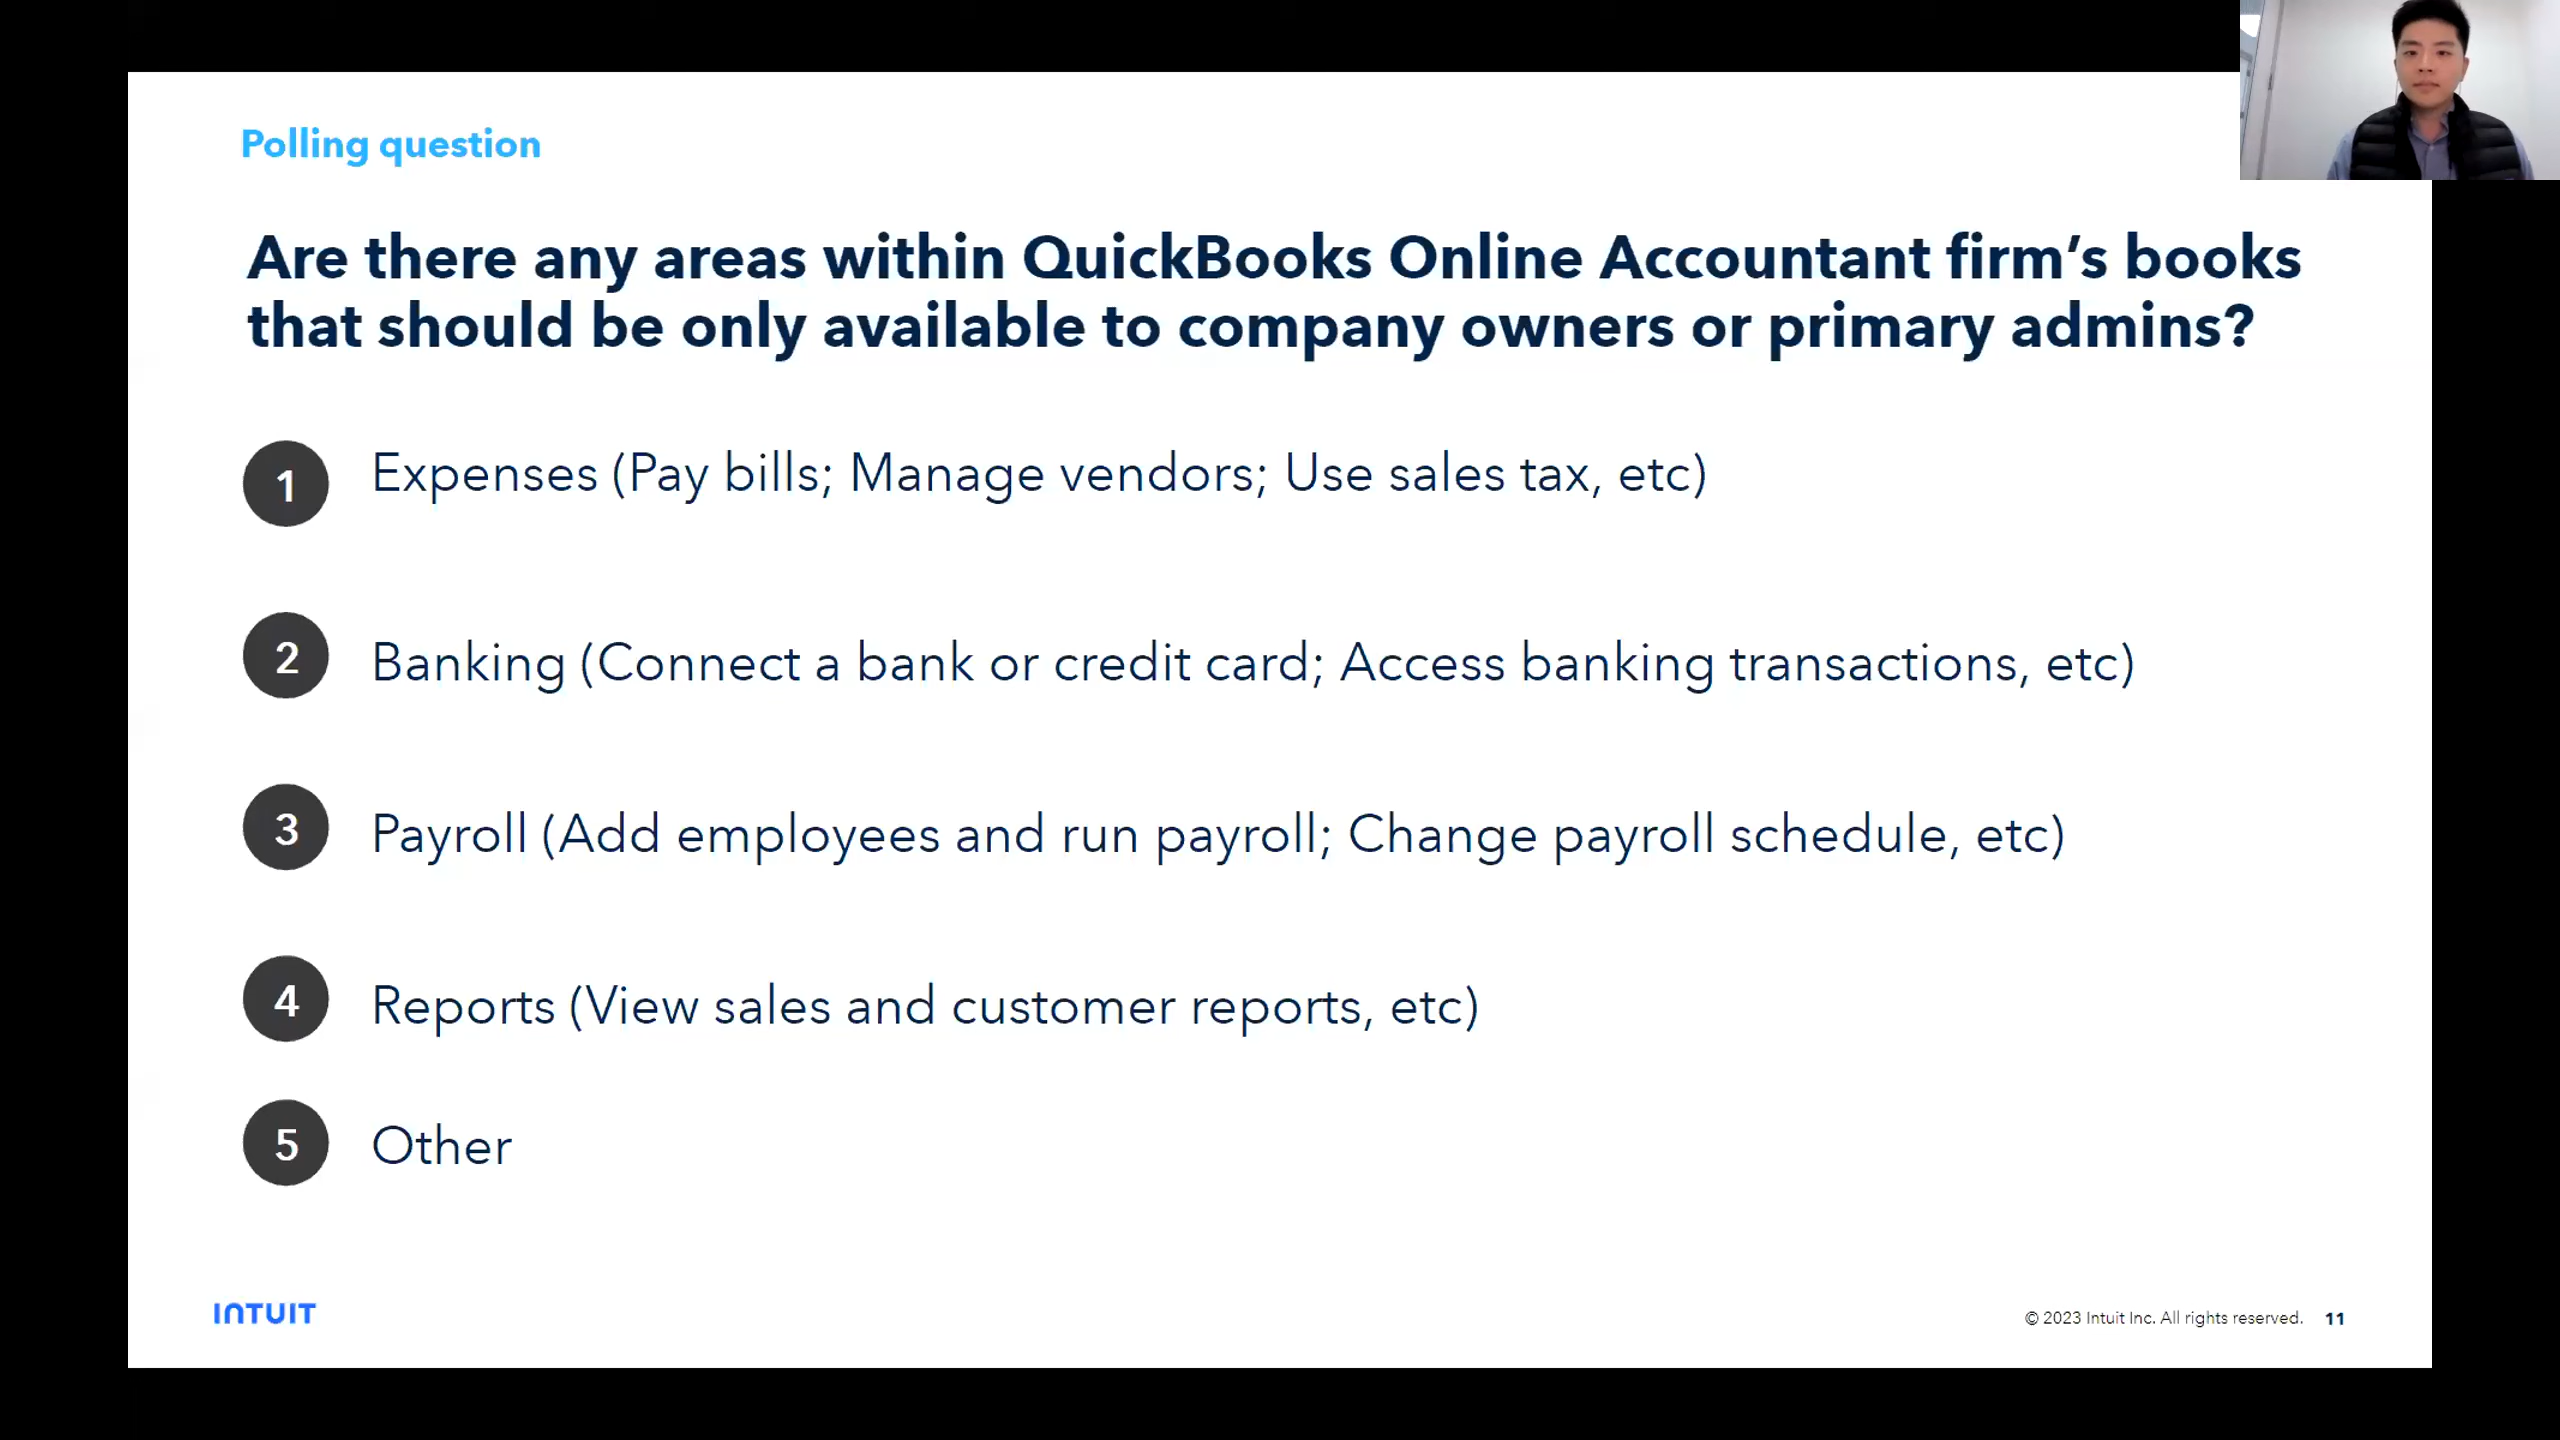 Polling question
Are there any areas within QuickBooks Online Accountant firm’s books
that should be only available to company owners or primary admins?
1 Expenses (Pay bills; Manage vendors; Use sales tax, etc)
2 Banking (Connect a bank or credit card; Access banking transactions, etc)
3 Payroll (Add employees and run payroll; Change payroll schedule, etc)
4 Reports (View sales and customer reports, etc)
5 Other
INTUIT
© 2023 Intuit Inc. All rights reserved. 11